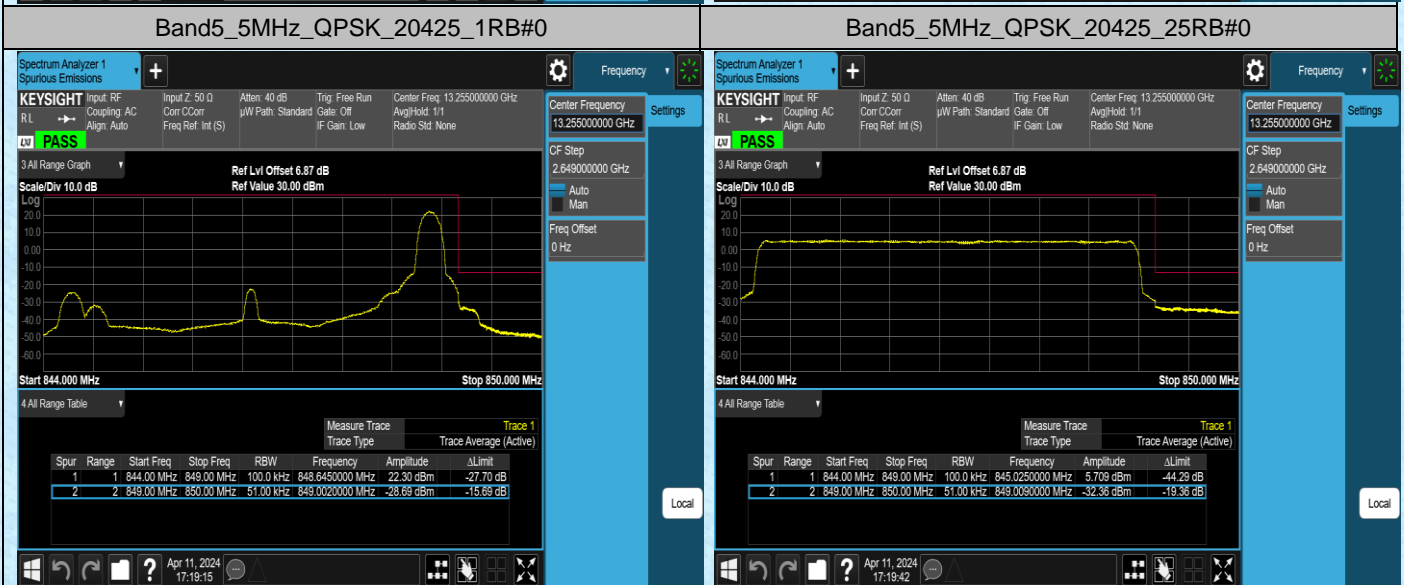 Band5_5MHz_QPSK_20425_1RB#0
Band5_5MHz_QPSK_20425_25RB#0
Spectrum Analyzer 1
Spurious Emissions
+
Frequency
KEYSIGHT
RL
Input: RF
Coupling: AC
Align: Auto
Input Z: 50 Ω
Corr CCorr
Freq Ref: Int (S)
Atten: 40 dB
µW Path: Standard
Trig: Free Run
Gate: Off
IF Gain: Low
Center Freq: 13.255000000 GHz
Avg|Hold: 1/1
Radio Std: None
LXI
PASS
Center Frequency
13.255000000 GHz
Settings
CF Step
2.649000000 GHz
Auto
Man
Freq Offset
0 Hz
3 All Range Graph
Ref Lvl Offset 6.87 dB
Scale/Div 10.0 dB
Ref Value 30.00 dBm
Log
20.0
10.0
0.00
-10.0
-20.0
-30.0
-40.0
-50.0
-60.0
Start 844.000 MHz
Stop 850.000 MHz
4 All Range Table
Measure Trace Trace 1
Trace Type Trace Average (Active)
Spur Range Start Freq Stop Freq RBW Frequency Amplitude ΔLimit
1 1 844.00 MHz 849.00 MHz 100.0 kHz 848.6450000 MHz 22.30 dBm -27.70 dB
2 2 849.00 MHz 850.00 MHz 51.00 kHz 849.0020000 MHz -28.69 dBm -15.69 dB
Local
?
Apr 11, 2024
17:19:15
Spectrum Analyzer 1
Spurious Emissions
+
Frequency
KEYSIGHT
RL
Input: RF
Coupling: AC
Align: Auto
Input Z: 50 Ω
Corr CCorr
Freq Ref: Int (S)
Atten: 40 dB
µW Path: Standard
Trig: Free Run
Gate: Off
IF Gain: Low
Center Freq: 13.255000000 GHz
Avg|Hold: 1/1
Radio Std: None
LXI
PASS
Center Frequency
13.255000000 GHz
Settings
CF Step
2.649000000 GHz
Auto
Man
Freq Offset
0 Hz
3 All Range Graph
Ref Lvl Offset 6.87 dB
Scale/Div 10.0 dB
Ref Value 30.00 dBm
Log
20.0
10.0
0.00
-10.0
-20.0
-30.0
-40.0
-50.0
-60.0
Start 844.000 MHz
Stop 850.000 MHz
4 All Range Table
Measure Trace Trace 1
Trace Type Trace Average (Active)
Spur Range Start Freq Stop Freq RBW Frequency Amplitude ΔLimit
1 1 844.00 MHz 849.00 MHz 100.0 kHz 845.0250000 MHz 5.709 dBm -44.29 dB
2 2 849.00 MHz 850.00 MHz 51.00 kHz 849.0090000 MHz -32.36 dBm -19.36 dB
Local
?
Apr 11, 2024
17:19:42